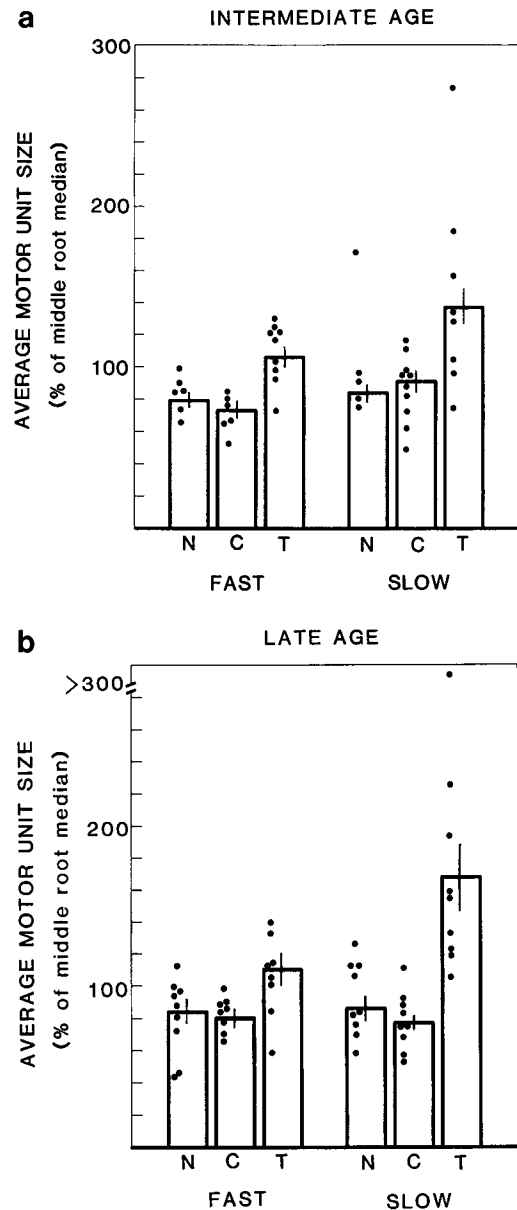 a
INTERMEDIATE AGE
300
200
100
AVERAGE MOTOR UNIT SIZE
(% of middle root median)
N C T N C T
FAST SLOW
b
LATE AGE
>300
200
100
AVERAGE MOTOR UNIT SIZE
(% of middle root median)
N C T N C T
FAST SLOW